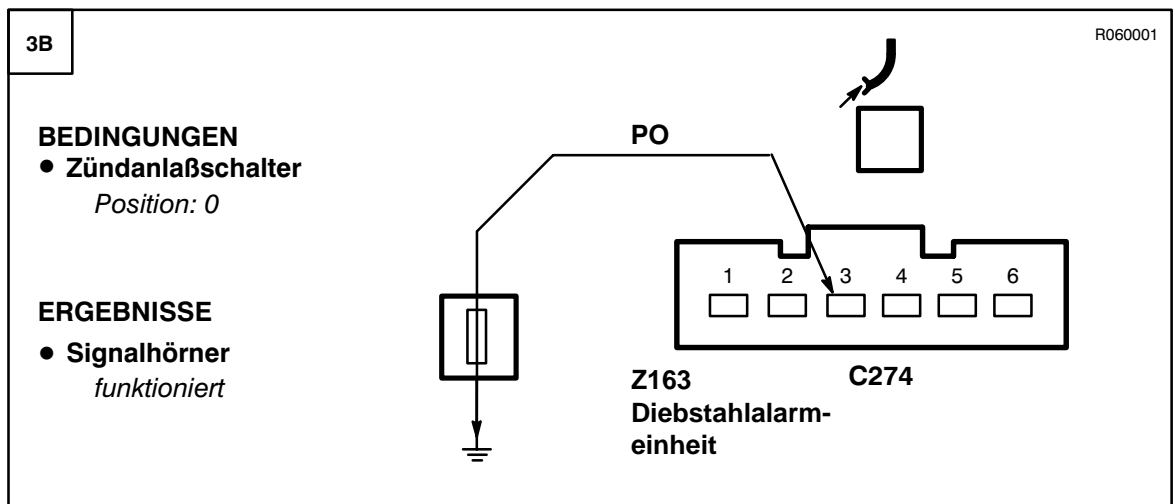 3B
R060001
BEDINGUNGEN
● Zündanlaßschalter
Position: 0
PO
ERGEBNISSE
● Signalhörner
funktioniert
1 2 3 4 5 6
Z163
Diebstahlalarm-
einheit
C274